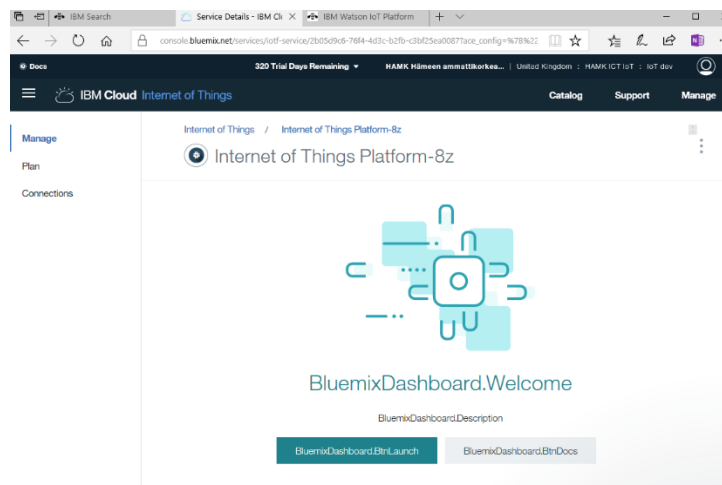 IBM Search
Service Details - IBM Clo
IBM Watson IoT Platform
console.bluemix.net/services/iotf-service/2b05d9c6-76f4-4d3c-b2fb-c3bf25ea0087?ace_config=%7B%22
Docs
320 Trial Days Remaining
HAMK Hämeen ammattikorkea... | United Kingdom : HAMK ICT IoT : IoT dev
IBM Cloud Internet of Things
Catalog
Support
Manage
Manage
Plan
Connections
Internet of Things / Internet of Things Platform-8z
Internet of Things Platform-8z
BluemixDashboard.Welcome
BluemixDashboard.Description
BluemixDashboard.BtnLaunch
BluemixDashboard.BtnDocs